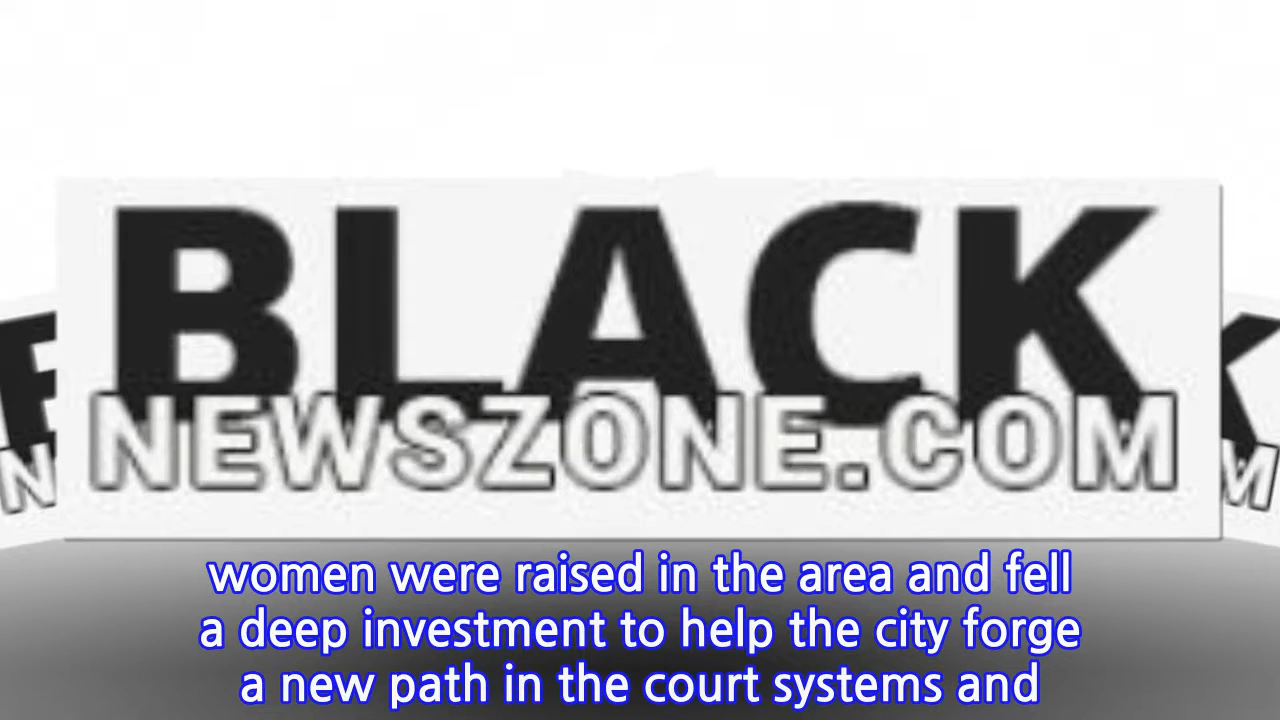 BLACK
NEWSZONE.COM
women were raised in the area and fell
a deep investment to help the city forge
a new path in the court systems and